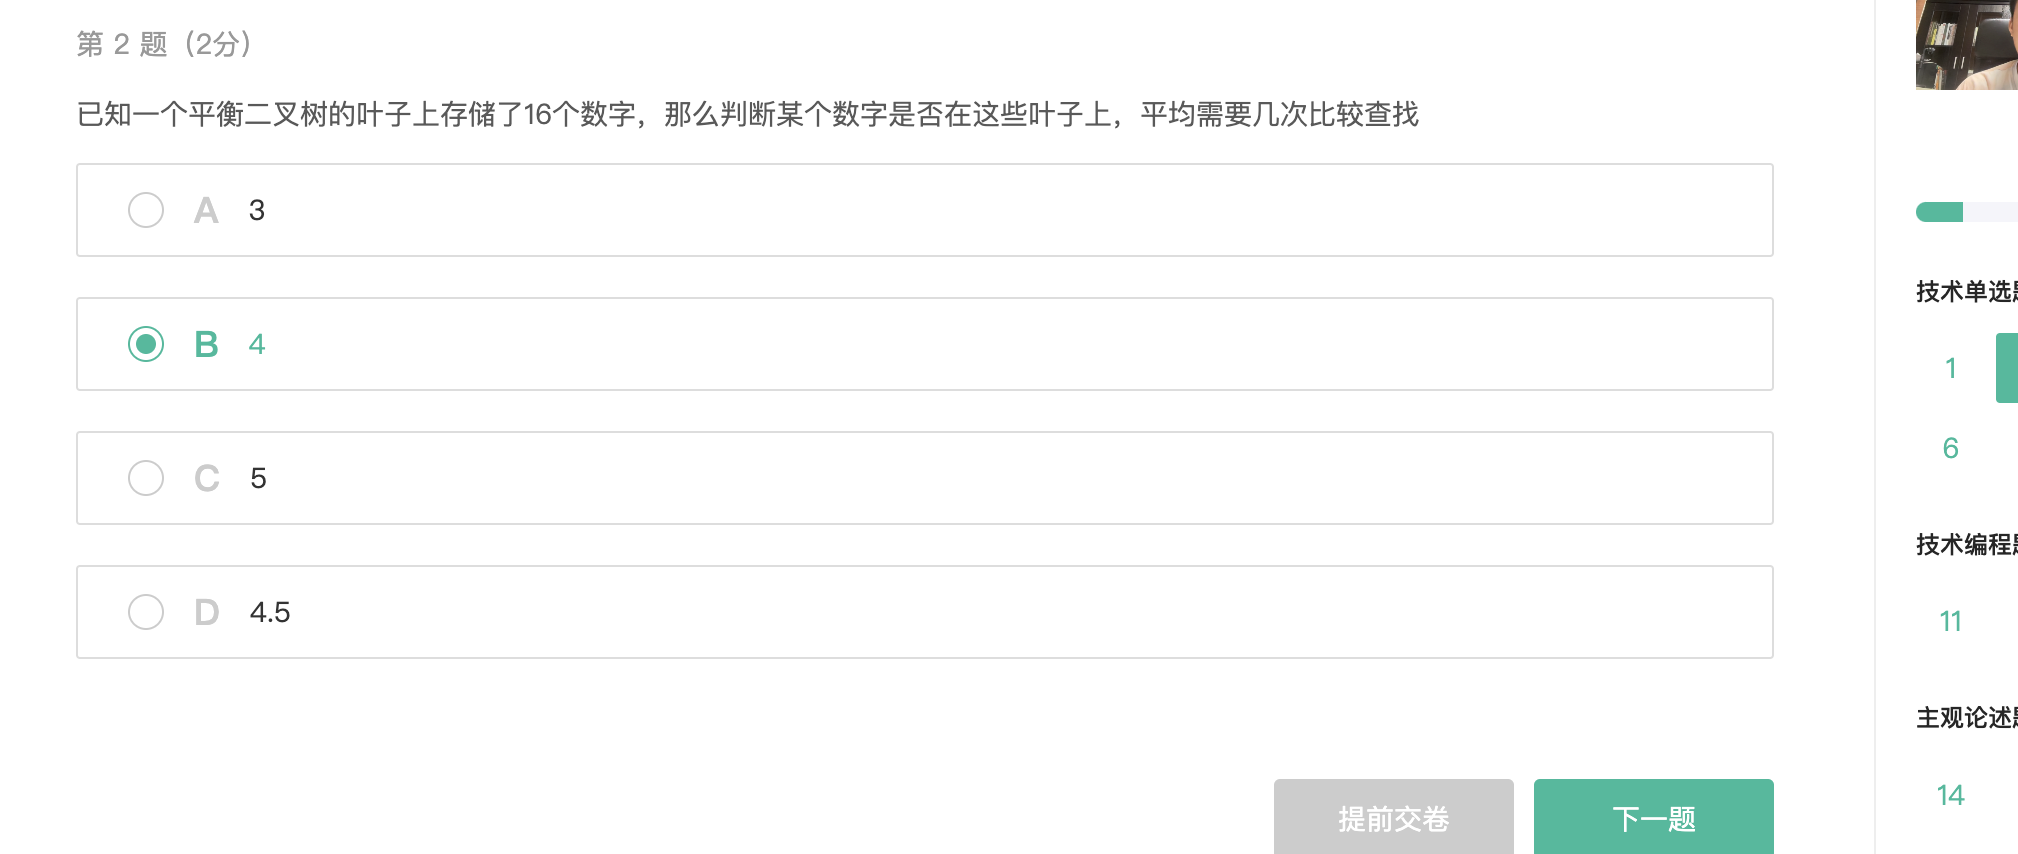 第 2 题（2分）
已知一个平衡二叉树的叶子上存储了16个数字，那么判断某个数字是否在这些叶子上，平均需要几次比较查找
A 3
B 4
C 5
D 4.5
提前交卷
下一题
技术单选
1
6
技术编程
11
主观论述
14